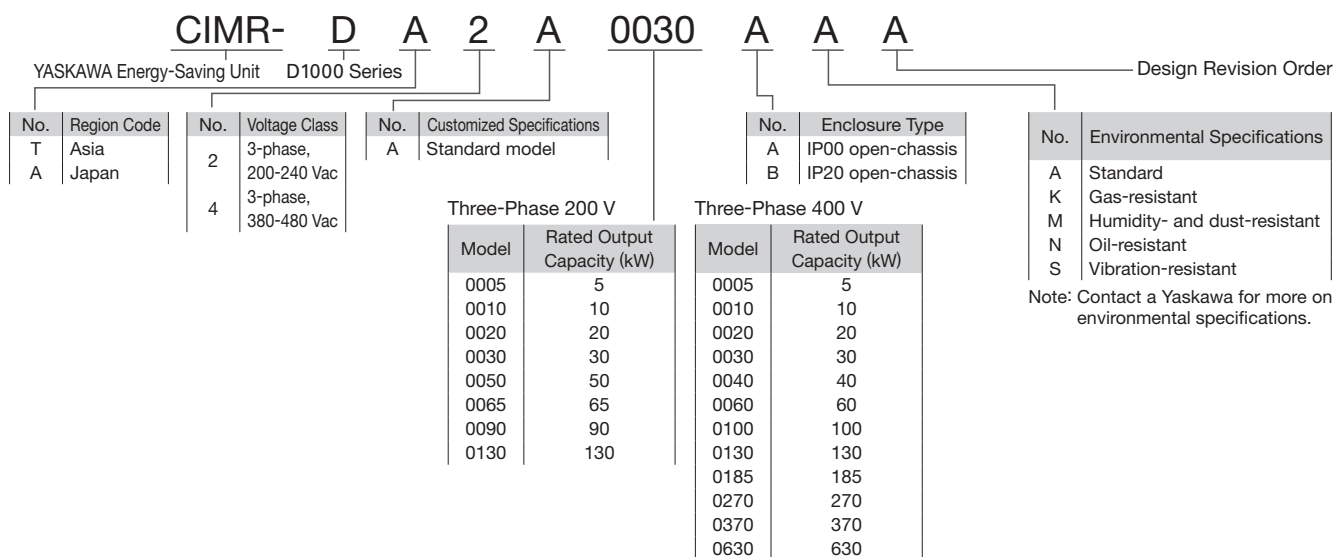 CIMR- D A 2 A 0030 A A A
YASKAWA Energy-Saving Unit
D1000 Series
Design Revision Order
No. Region Code
T Asia
A Japan
No. Voltage Class
2 3-phase,
200-240 Vac
4 3-phase,
380-480 Vac
No. Customized Specifications
A Standard model
No. Enclosure Type
A IP00 open-chassis
B IP20 open-chassis
No. Environmental Specifications
A Standard
K Gas-resistant
M Humidity- and dust-resistant
N Oil-resistant
S Vibration-resistant
Note: Contact a Yaskawa for more on
environmental specifications.
Three-Phase 200 V
Model Rated Output
Capacity (kW)
0005 5
0010 10
0020 20
0030 30
0050 50
0065 65
0090 90
0130 130
Three-Phase 400 V
Model Rated Output
Capacity (kW)
0005 5
0010 10
0020 20
0030 30
0040 40
0060 60
0100 100
0130 130
0185 185
0270 270
0370 370
0630 630